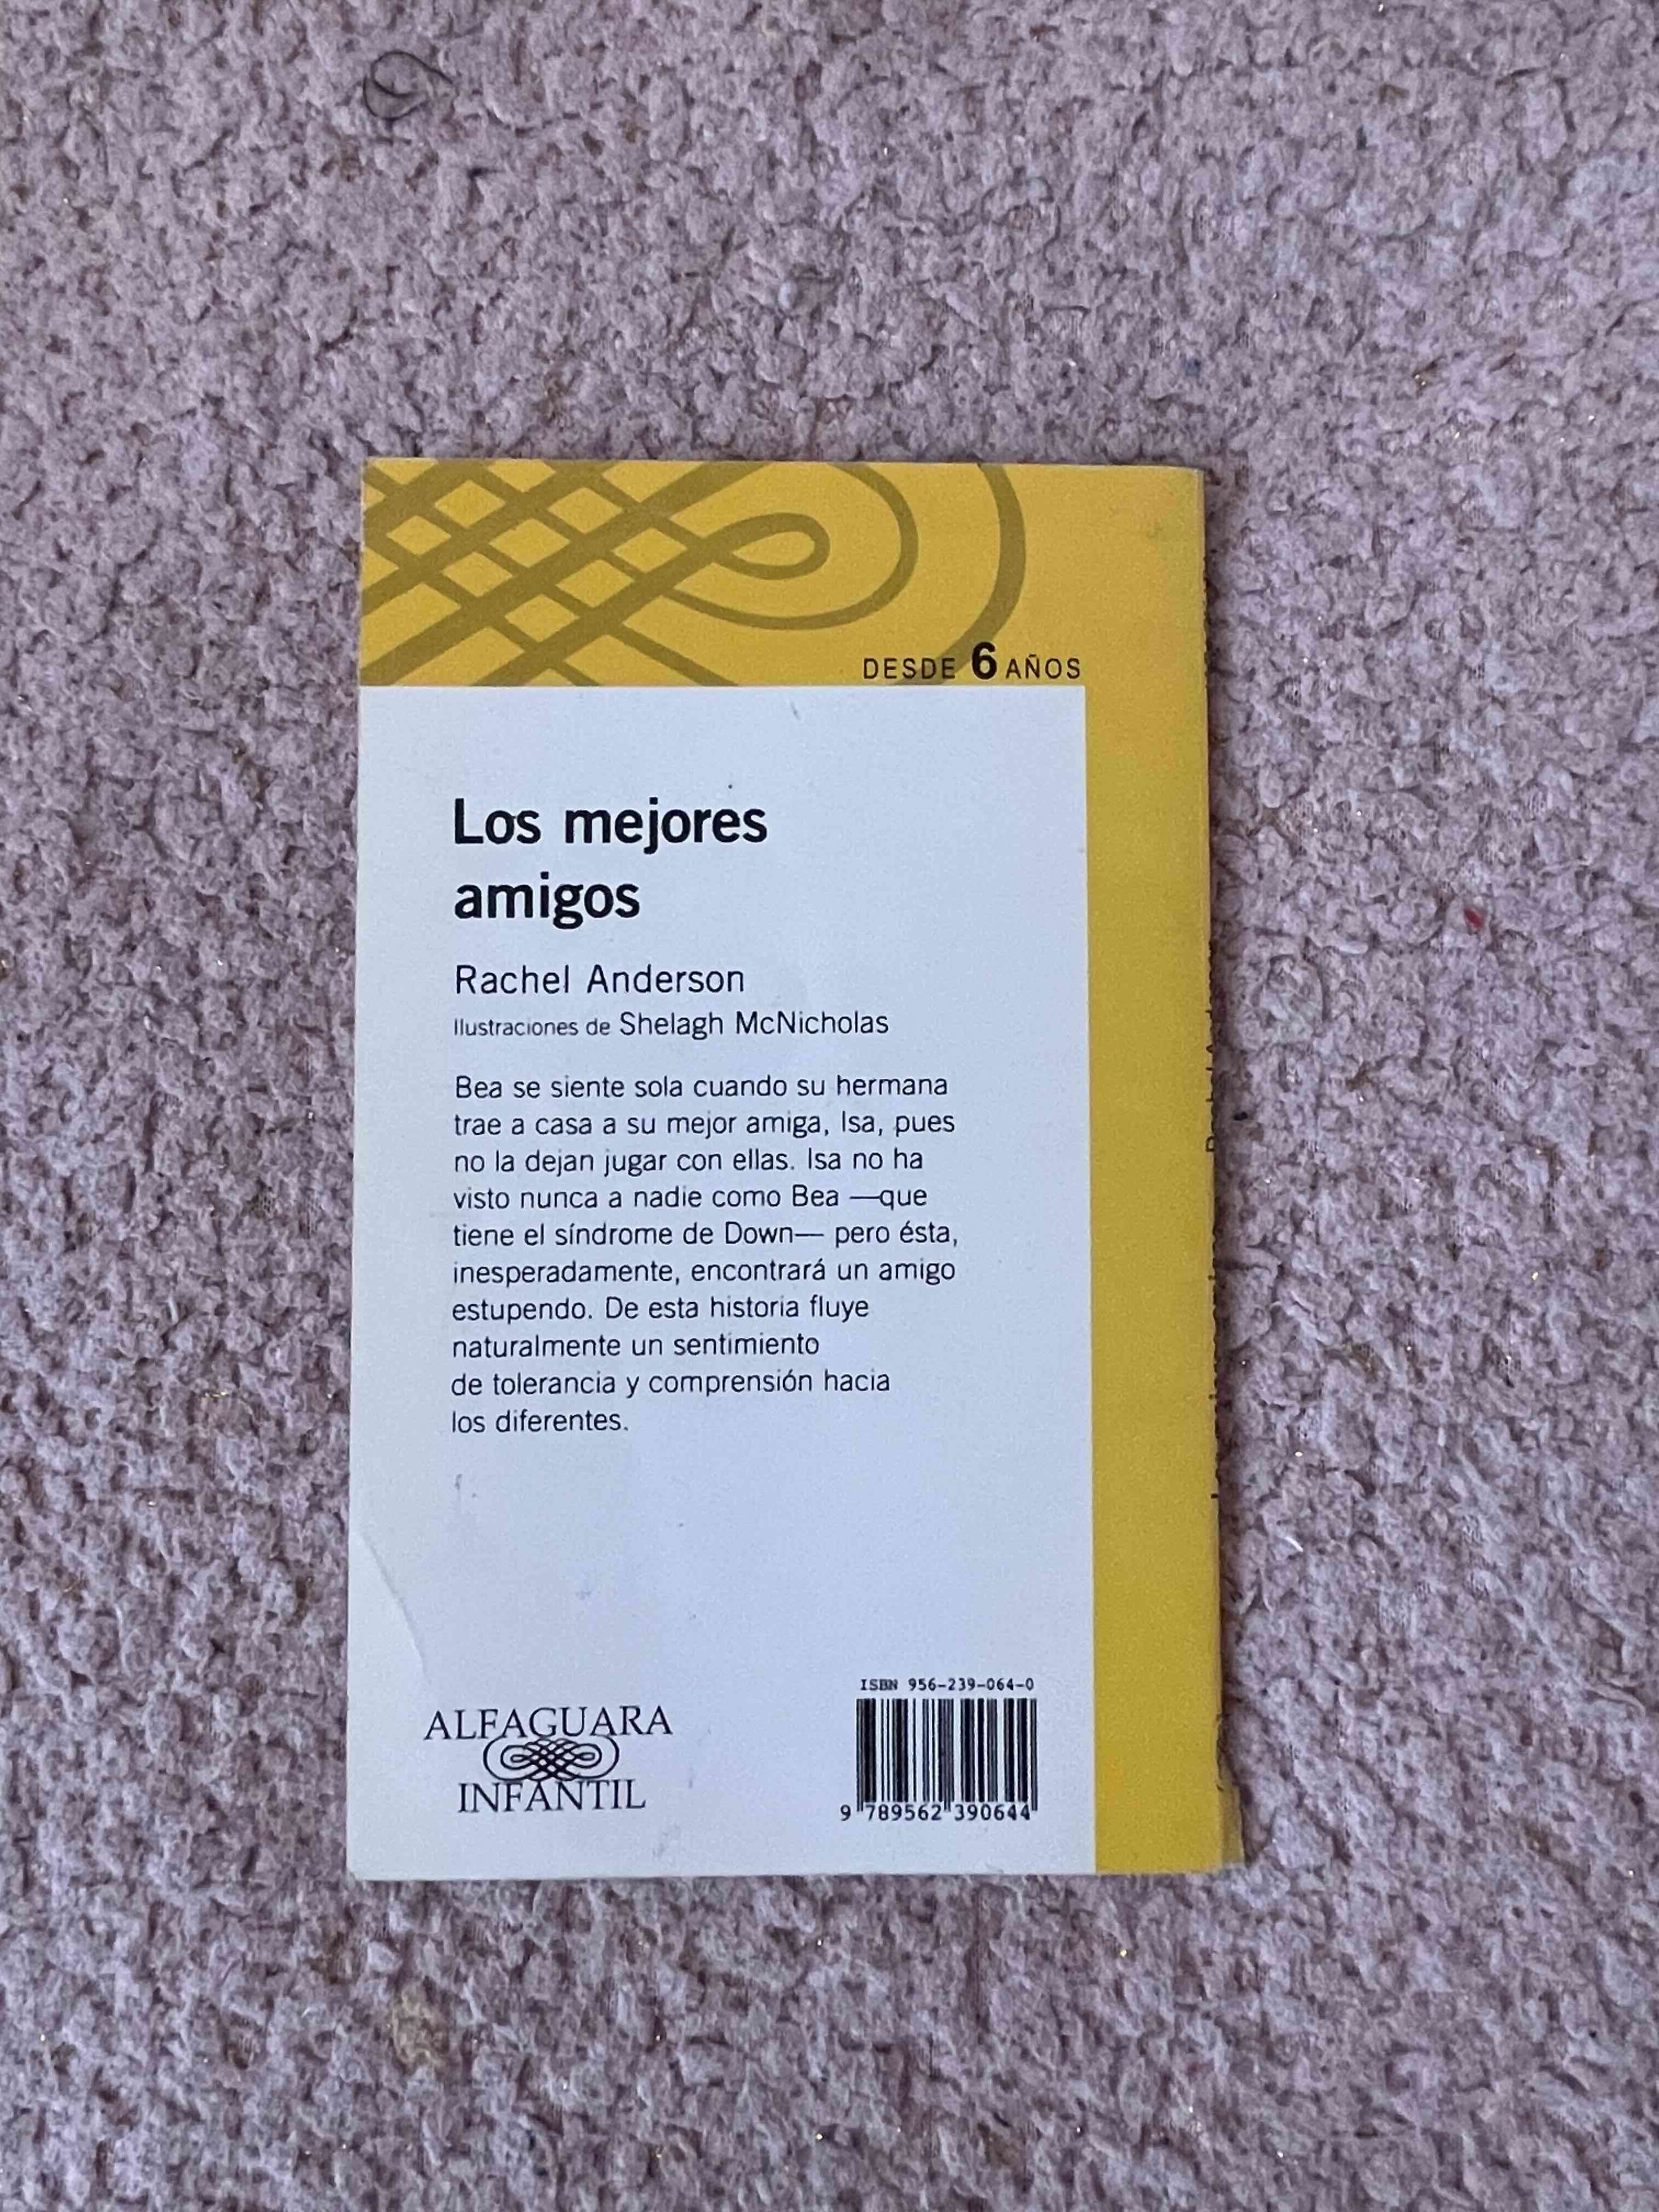 DESDE 6 AÑOS
Los mejores
amigos
Rachel Anderson
Ilustraciones de Shelagh McNicholas
Bea se siente sola cuando su hermana
trae a casa a su mejor amiga, Isa, pues
no la dejan jugar con ellas. Isa no ha
visto nunca a nadie como Bea —que
tiene el síndrome de Down— pero ésta,
inesperadamente, encontrará un amigo
estupendo. De esta historia fluye
naturalmente un sentimiento
de tolerancia y comprensión hacia
los diferentes.
ISBN 956-239-064-0
ALFAGUARA
INFANTIL
9 789562 390644